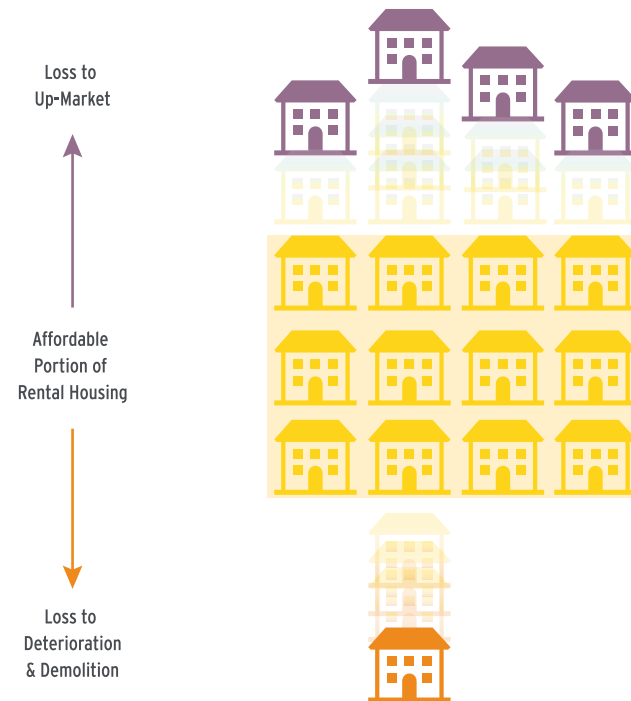 Loss to
Up-Market
Affordable
Portion of
Rental Housing
Loss to
Deterioration
& Demolition